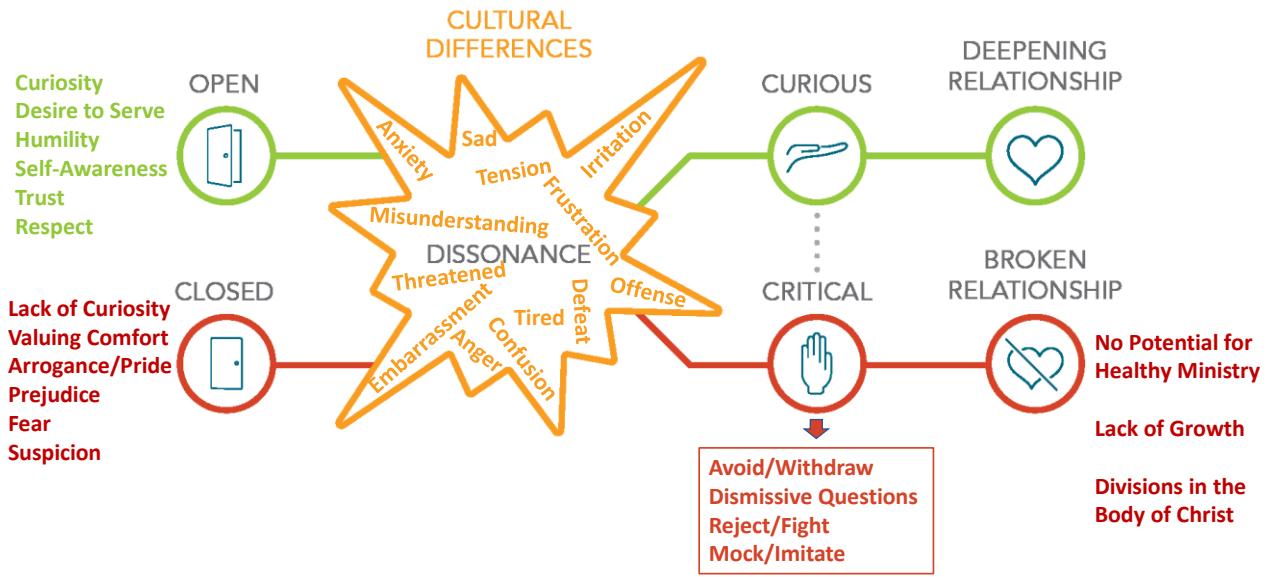 CULTURAL
DIFFERENCES
OPEN
Curiosity
Desire to Serve
Humility
Self-Awareness
Trust
Respect
CLOSED
Lack of Curiosity
Valuing Comfort
Arrogance/Pride
Prejudice
Fear
Suspicion
Anxiety
Sad
Tension
Irritation
Frustration
Misunderstanding
DISSONANCE
Threatened
Offense
Defeat
Tired
Embarrassment
Anger
Confusion
CURIOUS
DEEPENING
RELATIONSHIP
CRITICAL
BROKEN
RELATIONSHIP
Avoid/Withdraw
Dismissive Questions
Reject/Fight
Mock/Imitate
No Potential for
Healthy Ministry
Lack of Growth
Divisions in the
Body of Christ